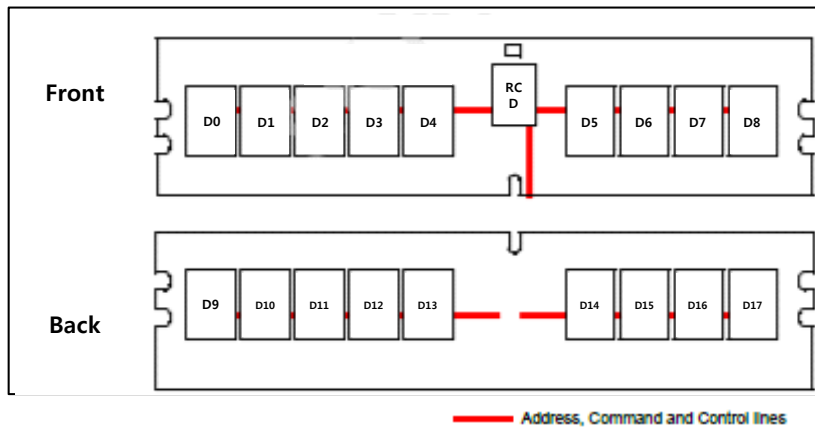 Front
D0 D1 D2 D3 D4
RC
D
D5 D6 D7 D8
Back
D9 D10 D11 D12 D13
D14 D15 D16 D17
Address, Command and Control lines